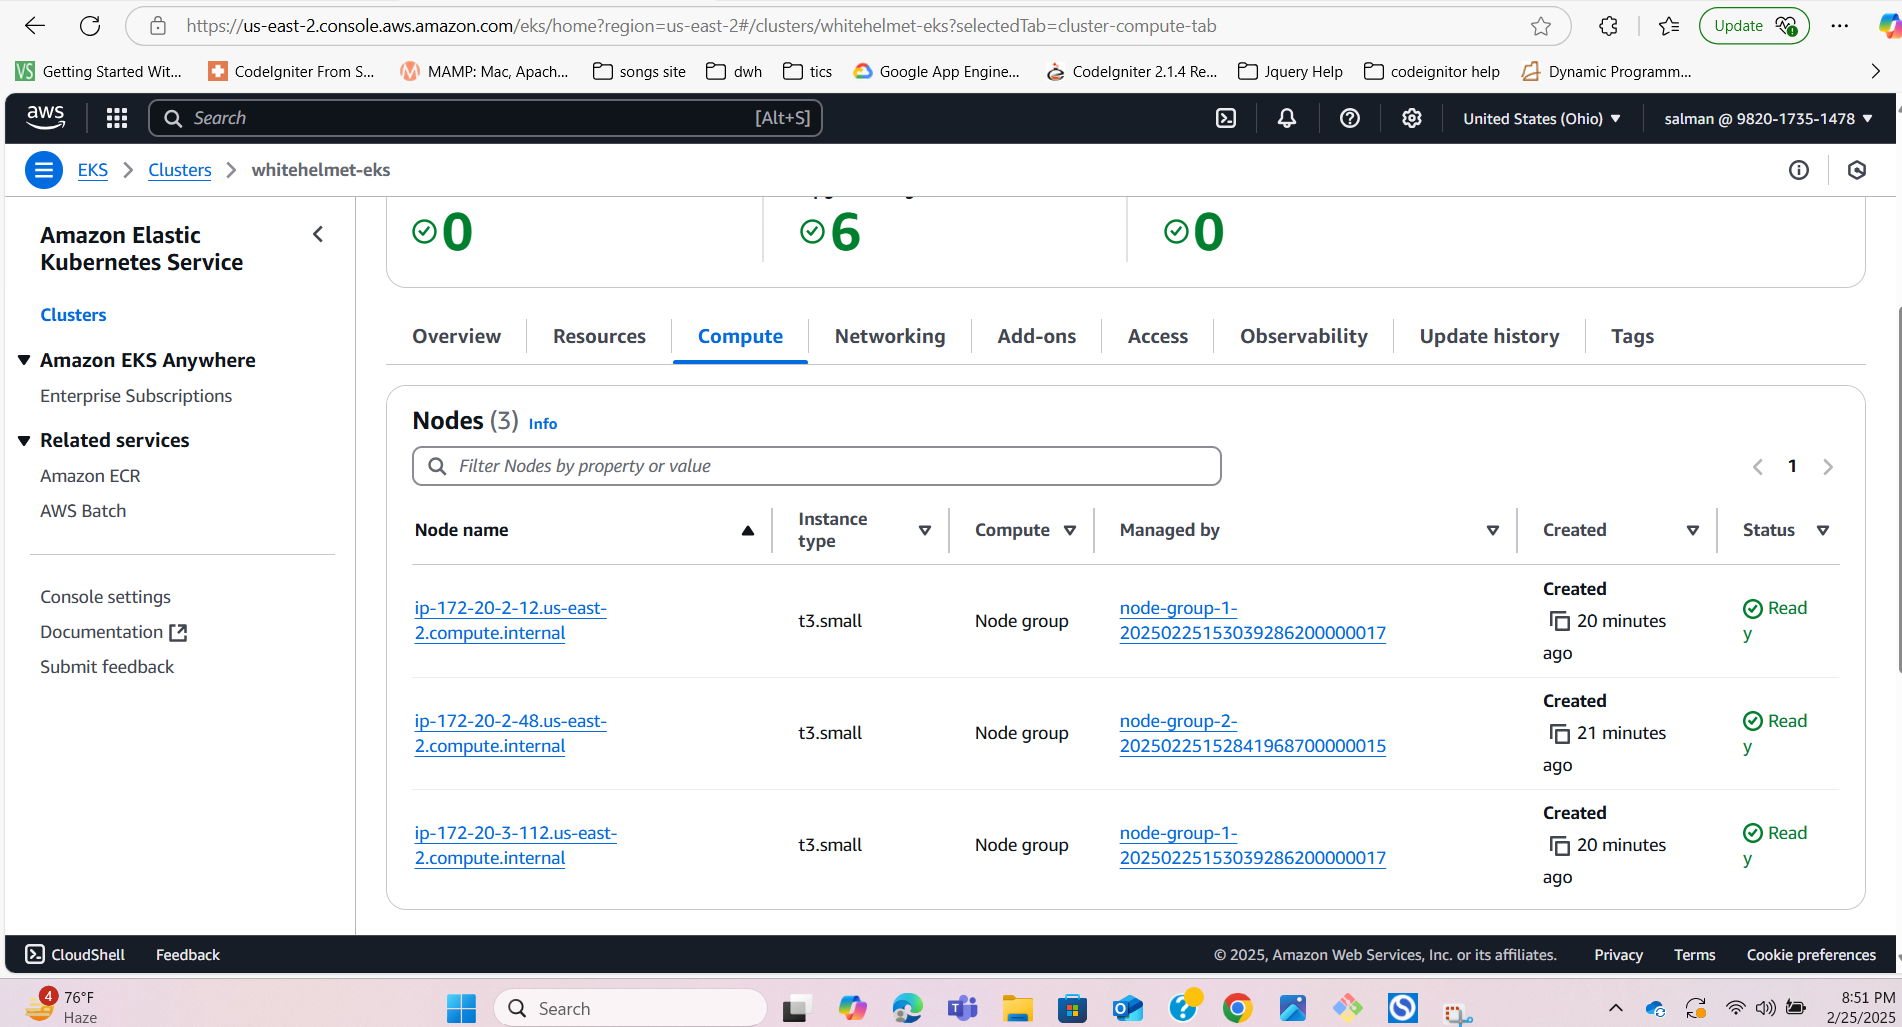 https://us-east-2.console.aws.amazon.com/eks/home?region=us-east-2#/clusters/whitehelmet-eks?selectedTab=cluster-compute-tab
Update
Getting Started Wit...
CodeIgniter From S...
MAMP: Mac, Apach...
songs site
dwh
tics
Google App Engine...
CodeIgniter 2.1.4 Re...
Jquery Help
codeignitor help
Dynamic Programm...
aws
Search
[Alt+S]
United States (Ohio)
salman @ 9820-1735-1478
EKS
Clusters
whitehelmet-eks
Amazon Elastic
Kubernetes Service
Clusters
Amazon EKS Anywhere
Enterprise Subscriptions
Related services
Amazon ECR
AWS Batch
Console settings
Documentation
Submit feedback
0
6
0
Overview
Resources
Compute
Networking
Add-ons
Access
Observability
Update history
Tags
Nodes (3) Info
Filter Nodes by property or value
1
Node name
Instance
type
Compute
Managed by
Created
Status
ip-172-20-2-12.us-east-
2.compute.internal
t3.small
Node group
node-group-1-
20250225153039286200000017
Created
20 minutes
ago
Read
y
ip-172-20-2-48.us-east-
2.compute.internal
t3.small
Node group
node-group-2-
20250225152841968700000015
Created
21 minutes
ago
Read
y
ip-172-20-3-112.us-east-
2.compute.internal
t3.small
Node group
node-group-1-
20250225153039286200000017
Created
20 minutes
ago
Read
y
CloudShell
Feedback
© 2025, Amazon Web Services, Inc. or its affiliates.
Privacy
Terms
Cookie preferences
4
76°F
Haze
Search
8:51 PM
2/25/2025